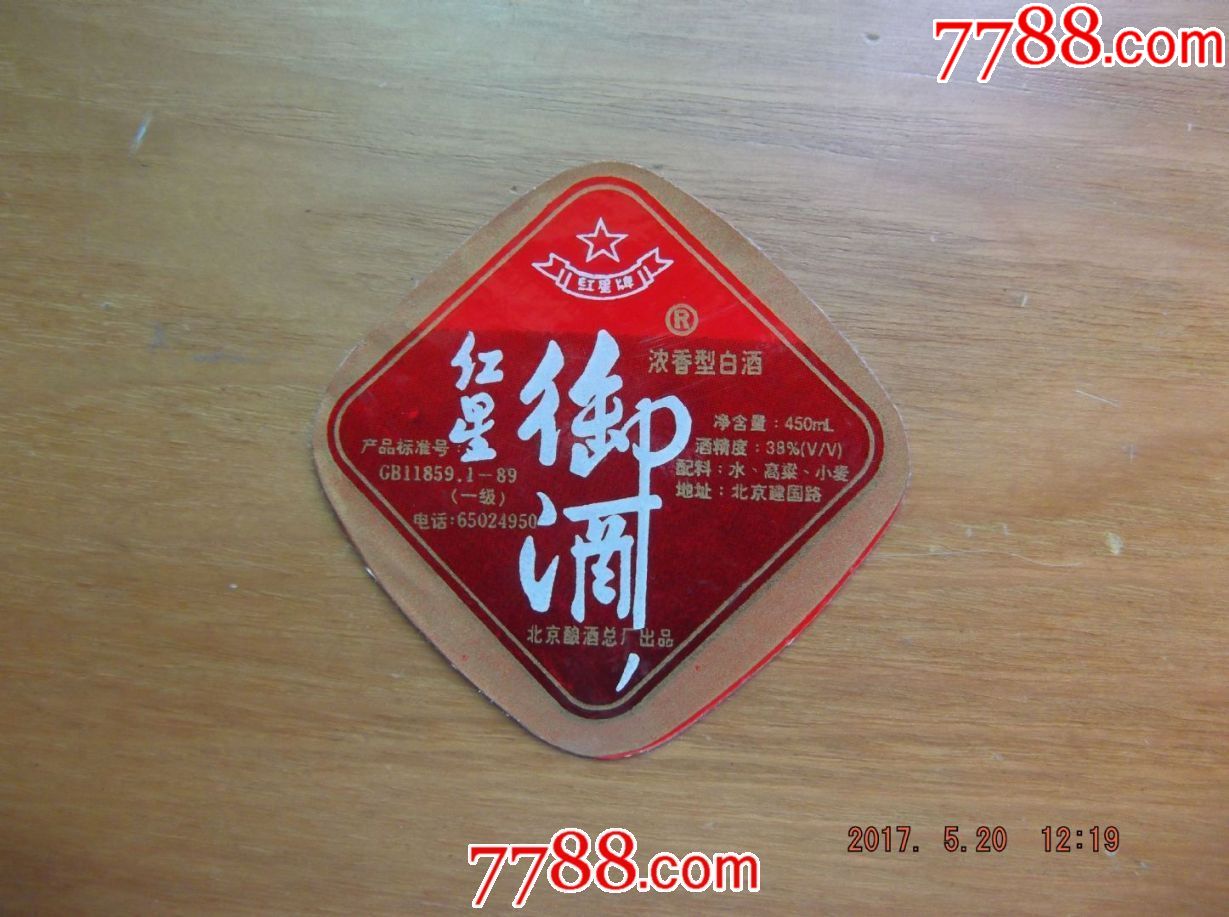 7788.com
红星牌
®
浓香型白酒
红星
御酒
净含量：450mL
酒精度：38%(V/V)
配料：水、高粱、小麦
地址：北京建国路
产品标准号：
GB11859.1-89
（一级）
电话:65024950
北京酿酒总厂出品
2017. 5.20 12:19
7788.com